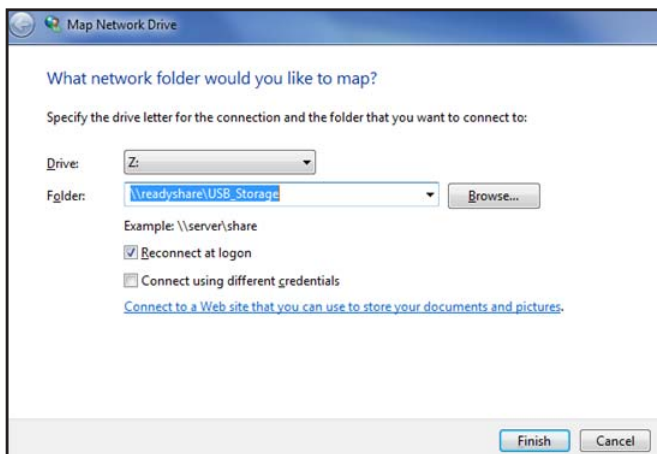 Map Network Drive
What network folder would you like to map?
Specify the drive letter for the connection and the folder that you want to connect to:
Drive: Z:
Folder: \\readyshare\USB_Storage Browse...
Example: \\server\share
Reconnect at logon
Connect using different credentials
Connect to a Web site that you can use to store your documents and pictures.
Finish Cancel